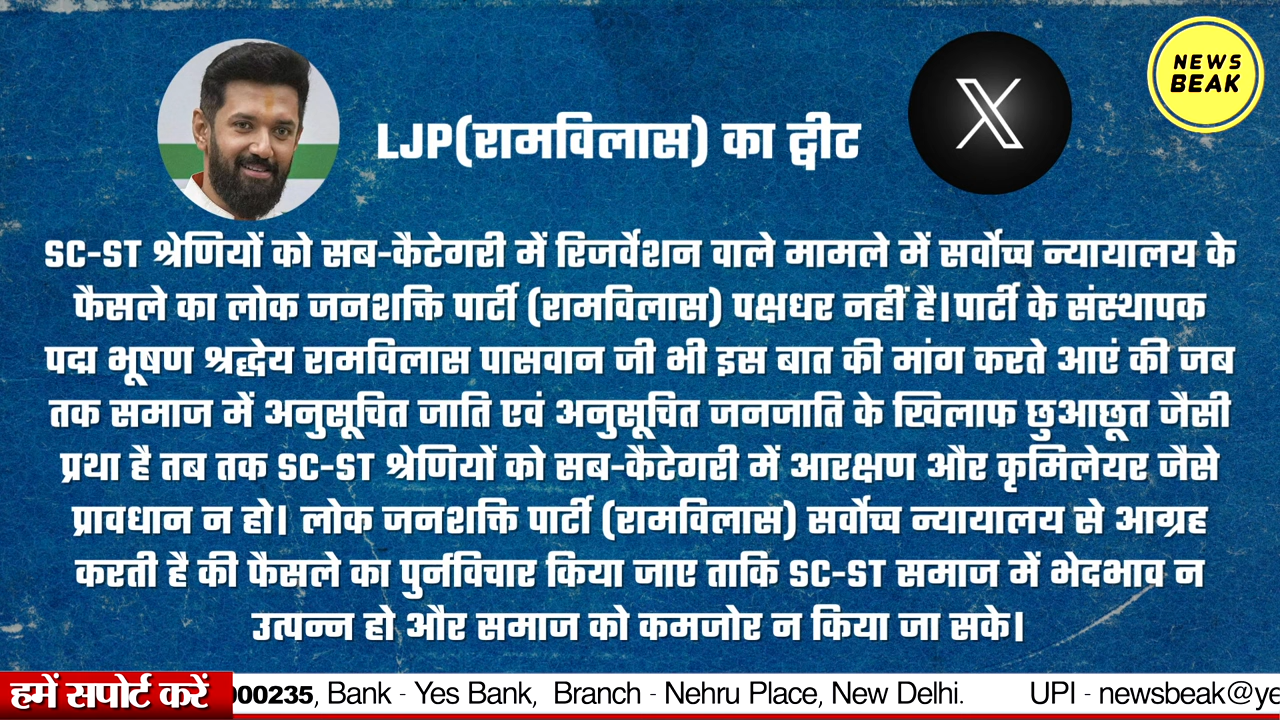 NEWS
BEAK
LJP(रामविलास) का ट्वीट
SC-ST श्रेणियों को सब-कैटेगरी में रिजर्वेशन वाले मामले में सर्वोच्च न्यायालय के
फैसले का लोक जनशक्ति पार्टी (रामविलास) पक्षधर नहीं है।पार्टी के संस्थापक
पद्म भूषण श्रद्धेय रामविलास पासवान जी भी इस बात की मांग करते आएं की जब
तक समाज में अनुसूचित जाति एवं अनुसूचित जनजाति के खिलाफ छुआछूत जैसी
प्रथा है तब तक SC-ST श्रेणियों को सब-कैटेगरी में आरक्षण और कृमिलेयर जैसे
प्रावधान न हो। लोक जनशक्ति पार्टी (रामविलास) सर्वोच्च न्यायालय से आग्रह
करती है की फैसले का पुर्नविचार किया जाए ताकि SC-ST समाज में भेदभाव न
उत्पन्न हो और समाज को कमजोर न किया जा सके।
हमें सपोर्ट करें 000235, Bank - Yes Bank, Branch - Nehru Place, New Delhi. UPI - newsbeak@ye